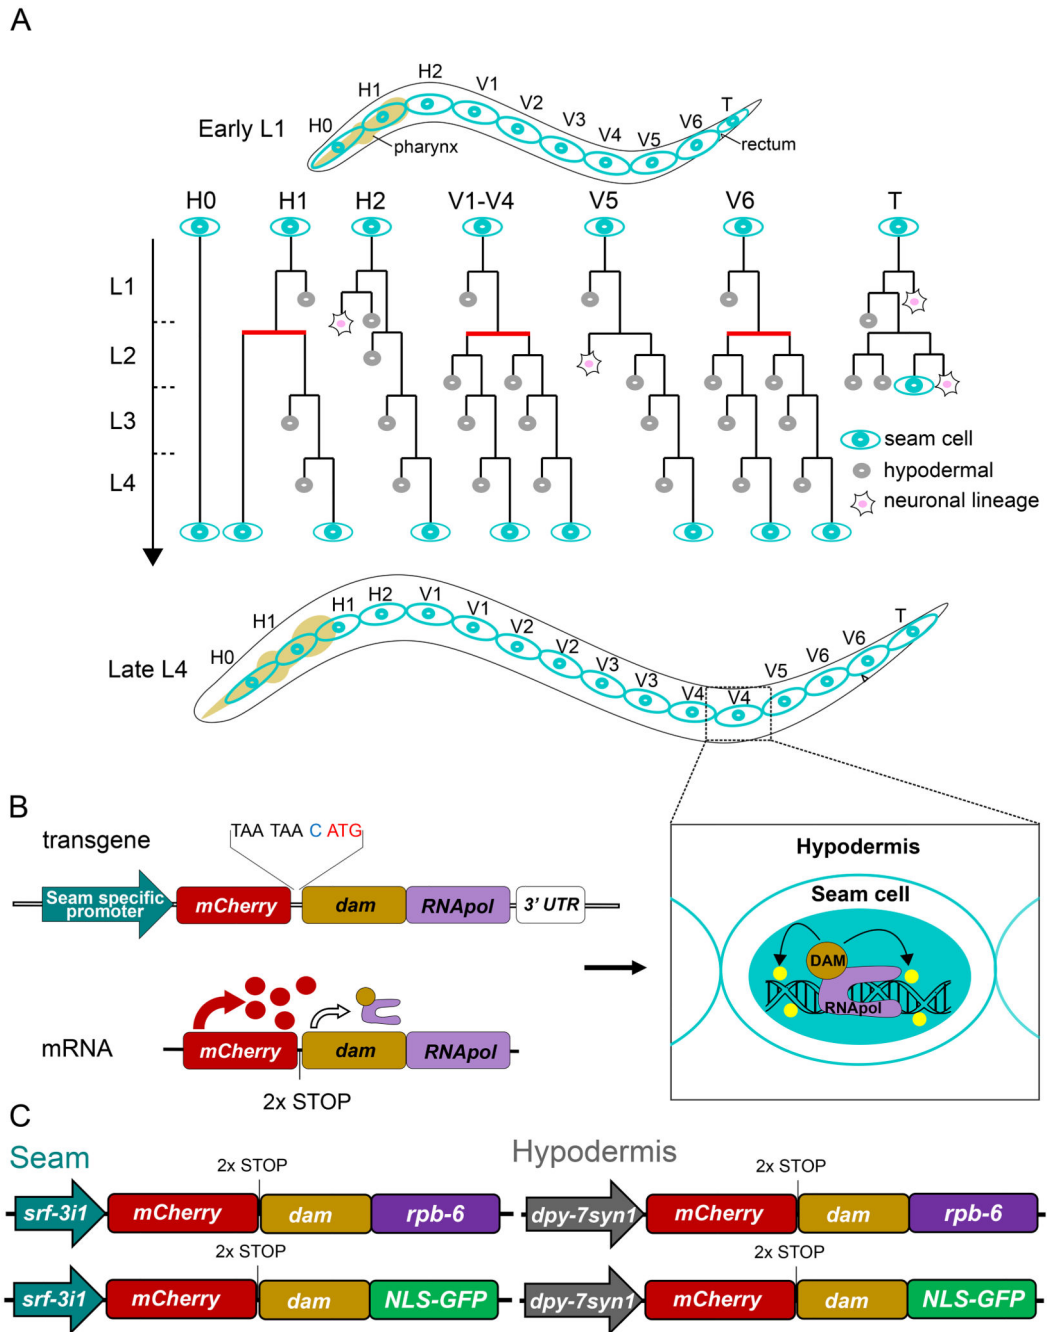 A
Early L1
H0
H1
H2
V1
V2
V3
V4
V5
V6
T
pharynx
rectum
H0 H1 H2 V1-V4 V5 V6 T
L1
L2
L3
L4
seam cell
hypodermal
neuronal lineage
Late L4
H0
H1
H1
H2
V1
V1
V2
V2
V3
V3
V4
V4
V5
V6
V6
T
B
transgene
TAA TAA C ATG
Seam specific
promoter
mCherry
dam
RNApol
3' UTR
mRNA
mCherry
dam
RNApol
2x STOP
Hypodermis
Seam cell
DAM
RNApol
C
Seam
2x STOP
srf-3i1 mCherry dam rpb-6
2x STOP
srf-3i1 mCherry dam NLS-GFP
Hypodermis
2x STOP
dpy-7syn1 mCherry dam rpb-6
2x STOP
dpy-7syn1 mCherry dam NLS-GFP